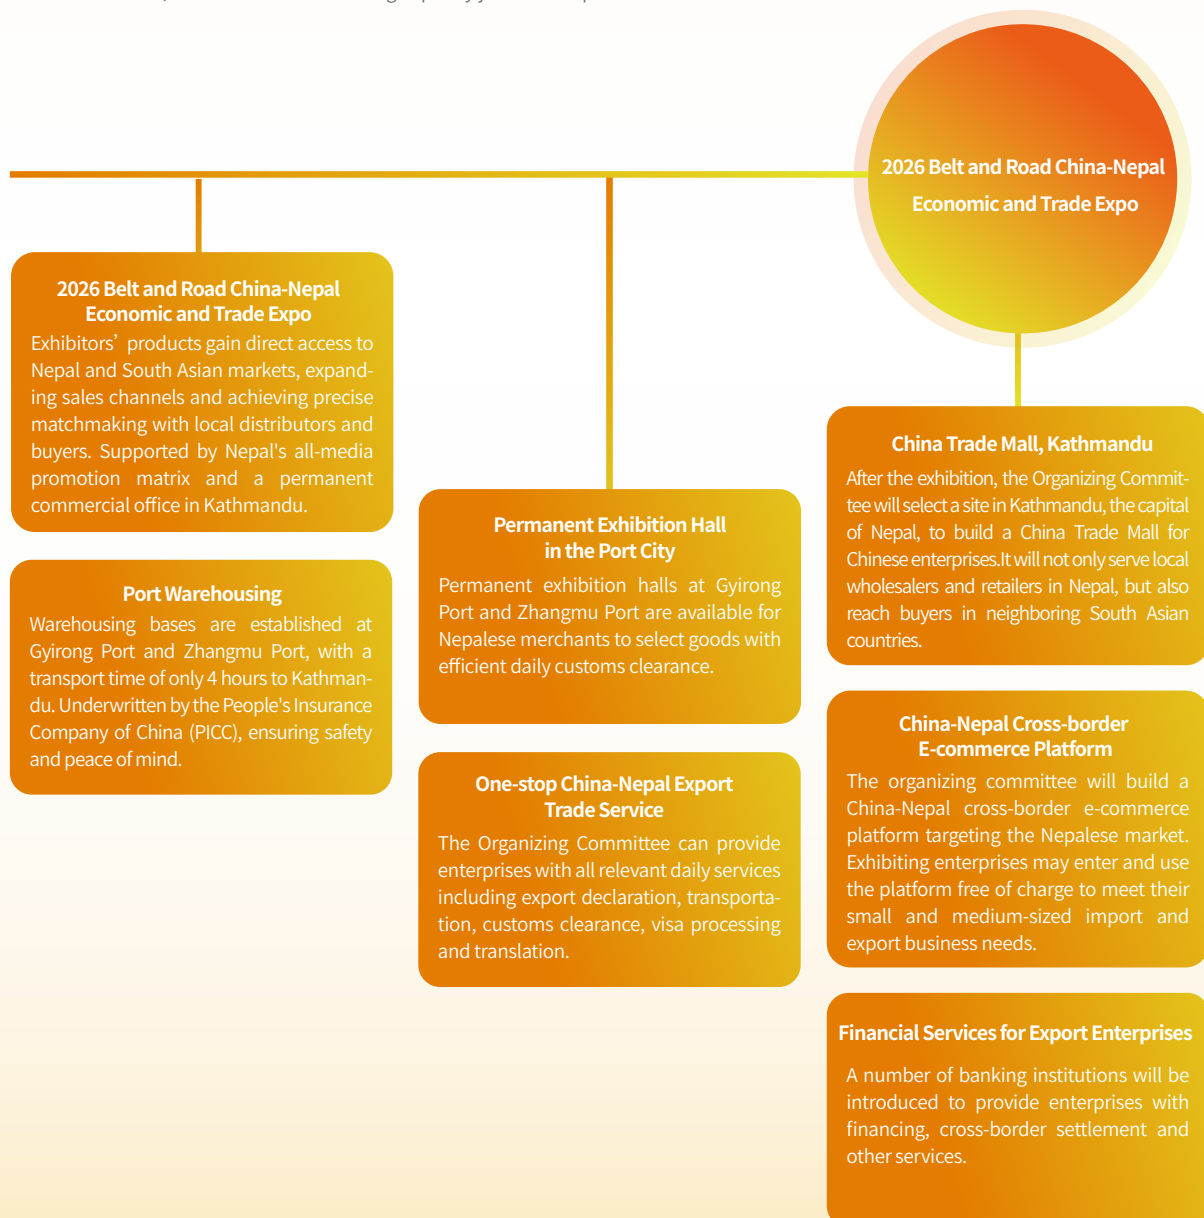 2026 Belt and Road China-Nepal
Economic and Trade Expo
2026 Belt and Road China-Nepal
Economic and Trade Expo
Exhibitors’ products gain direct access to
Nepal and South Asian markets, expand-
ing sales channels and achieving precise
matchmaking with local distributors and
buyers. Supported by Nepal's all-media
promotion matrix and a permanent
commercial office in Kathmandu.
Port Warehousing
Warehousing bases are established at
Gyirong Port and Zhangmu Port, with a
transport time of only 4 hours to Kathman-
du. Underwritten by the People's Insurance
Company of China (PICC), ensuring safety
and peace of mind.
Permanent Exhibition Hall
in the Port City
Permanent exhibition halls at Gyirong
Port and Zhangmu Port are available for
Nepalese merchants to select goods with
efficient daily customs clearance.
One-stop China-Nepal Export
Trade Service
The Organizing Committee can provide
enterprises with all relevant daily services
including export declaration, transporta-
tion, customs clearance, visa processing
and translation.
China Trade Mall, Kathmandu
After the exhibition, the Organizing Commit-
tee will select a site in Kathmandu, the capital
of Nepal, to build a China Trade Mall for
Chinese enterprises.It will not only serve local
wholesalers and retailers in Nepal, but also
reach buyers in neighboring South Asian
countries.
China-Nepal Cross-border
E-commerce Platform
The organizing committee will build a
China-Nepal cross-border e-commerce
platform targeting the Nepalese market.
Exhibiting enterprises may enter and use
the platform free of charge to meet their
small and medium-sized import and
export business needs.
Financial Services for Export Enterprises
A number of banking institutions will be
introduced to provide enterprises with
financing, cross-border settlement and
other services.